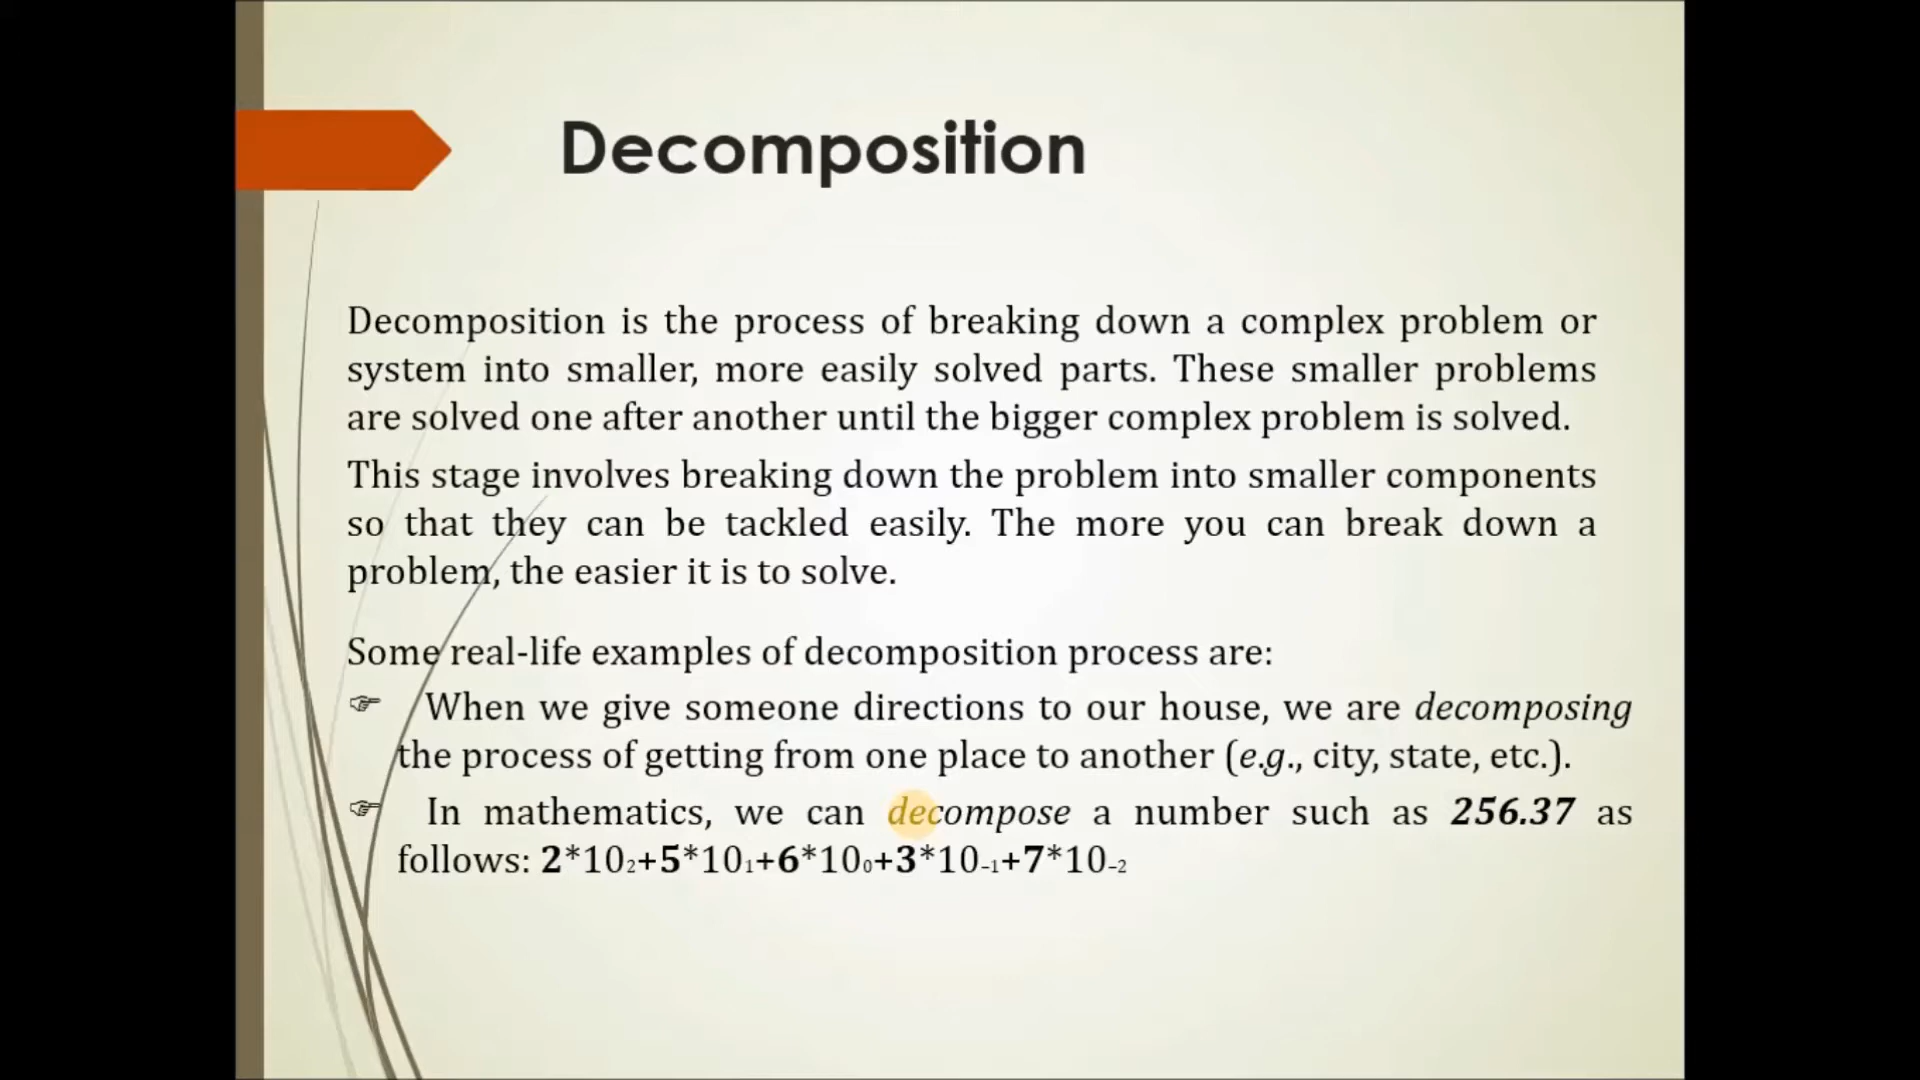 Decomposition
Decomposition is the process of breaking down a complex problem or
system into smaller, more easily solved parts. These smaller problems
are solved one after another until the bigger complex problem is solved.
This stage involves breaking down the problem into smaller components
so that they can be tackled easily. The more you can break down a
problem, the easier it is to solve.
Some real-life examples of decomposition process are:
☞ When we give someone directions to our house, we are decomposing
the process of getting from one place to another (e.g., city, state, etc.).
☞ In mathematics, we can decompose a number such as 256.37 as
follows: 2*10₂+5*10₁+6*10₀+3*10₋₁+7*10₋₂